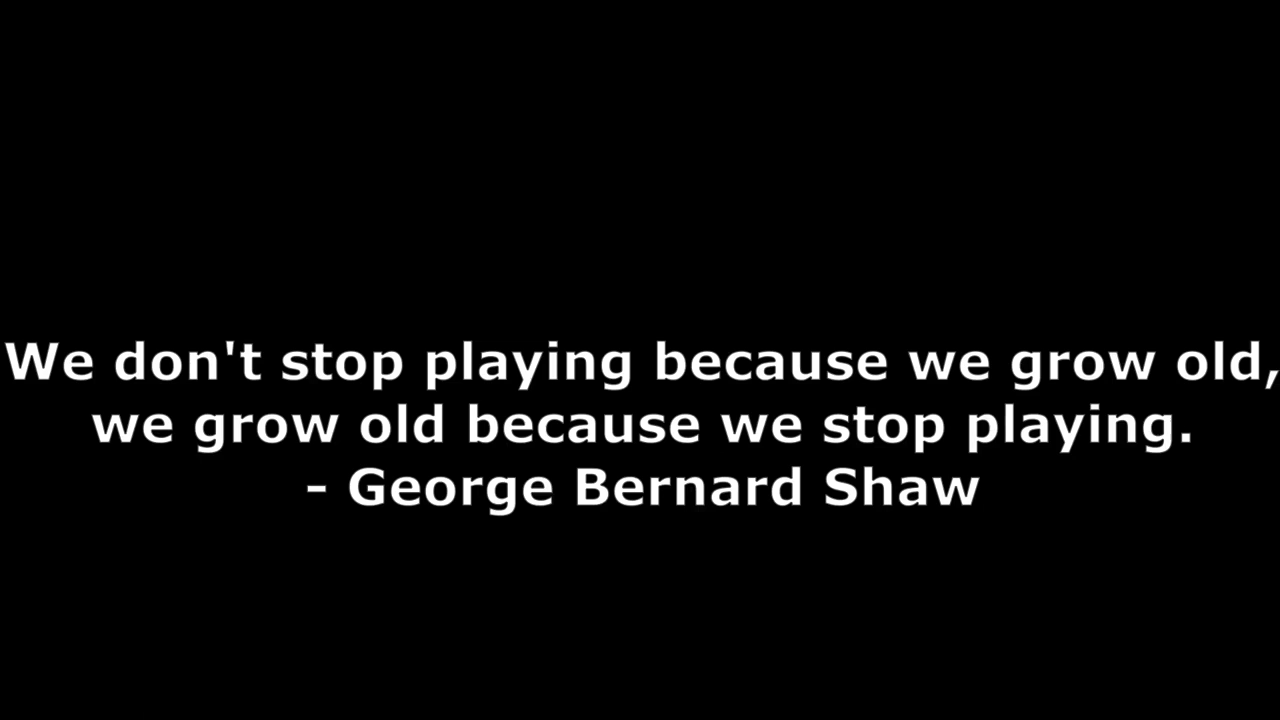 We don't stop playing because we grow old,
we grow old because we stop playing.
- George Bernard Shaw